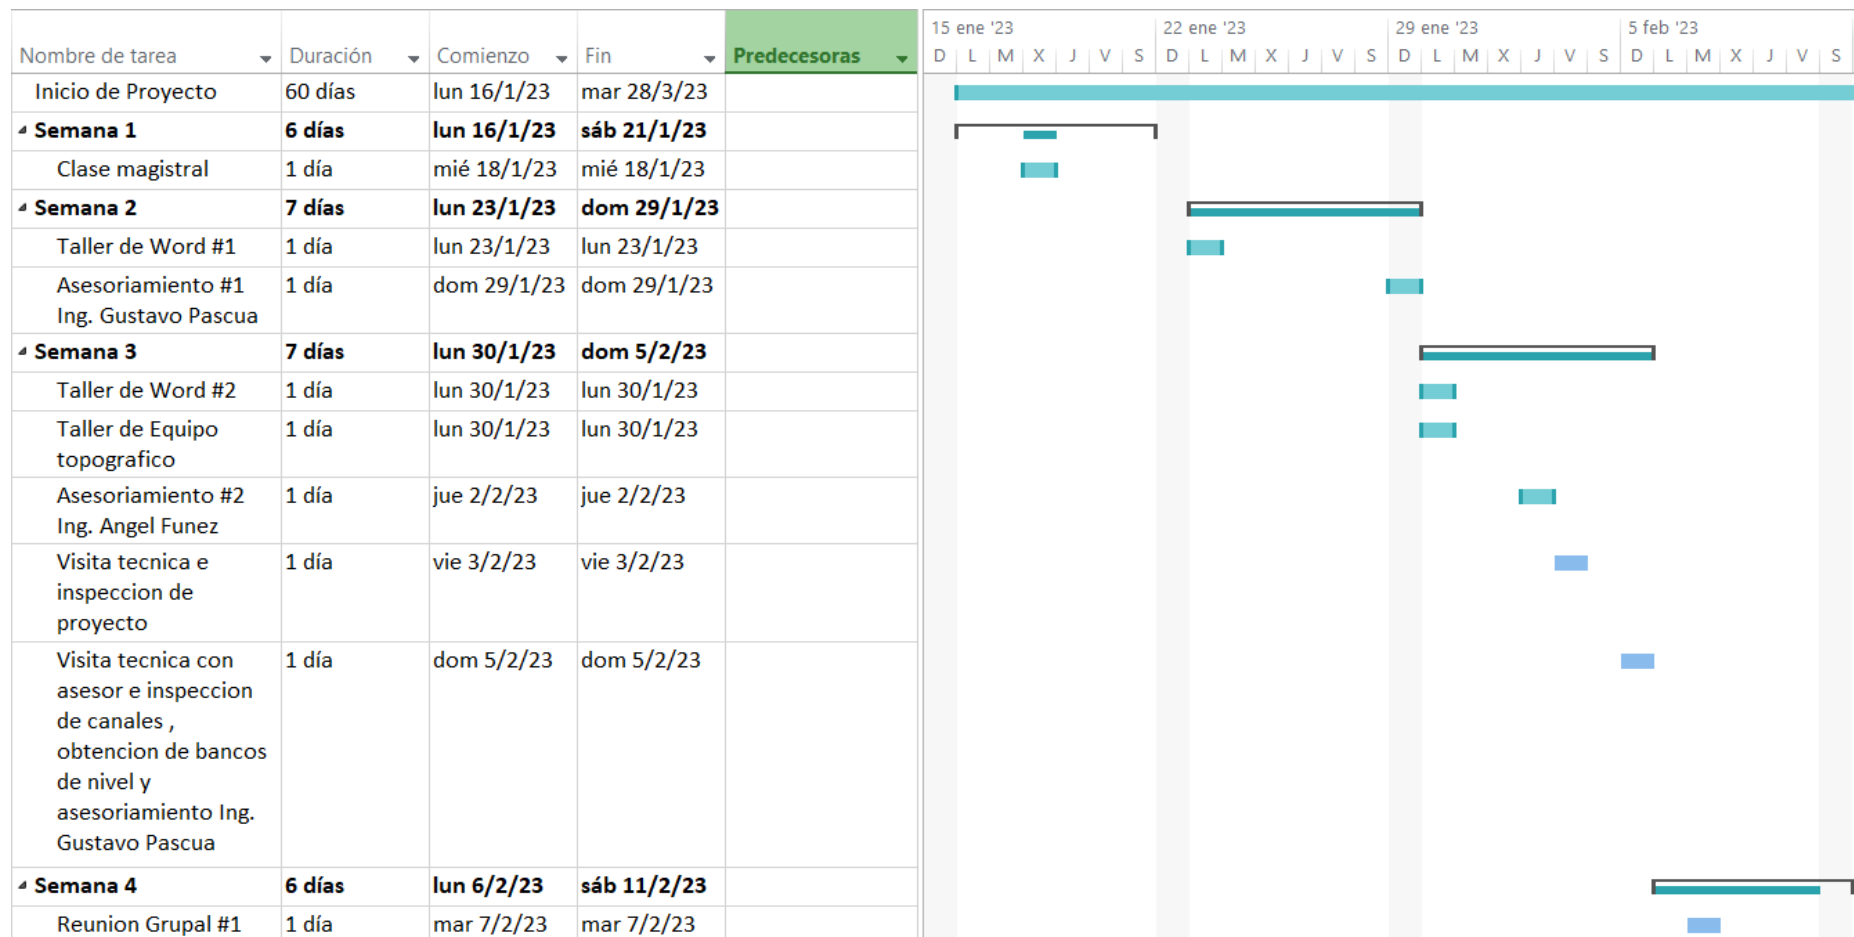 15 ene '23 22 ene '23 29 ene '23 5 feb '23
Nombre de tarea Duración Comienzo Fin Predecesoras D L M X J V S D L M X J V S D L M X J V S D L M X J V S
Inicio de Proyecto 60 días lun 16/1/23 mar 28/3/23
Semana 1 6 días lun 16/1/23 sáb 21/1/23
Clase magistral 1 día mié 18/1/23 mié 18/1/23
Semana 2 7 días lun 23/1/23 dom 29/1/23
Taller de Word #1 1 día lun 23/1/23 lun 23/1/23
Asesoriamiento #1 1 día dom 29/1/23 dom 29/1/23
Ing. Gustavo Pascua
Semana 3 7 días lun 30/1/23 dom 5/2/23
Taller de Word #2 1 día lun 30/1/23 lun 30/1/23
Taller de Equipo 1 día lun 30/1/23 lun 30/1/23
topografico
Asesoriamiento #2 1 día jue 2/2/23 jue 2/2/23
Ing. Angel Funez
Visita tecnica e 1 día vie 3/2/23 vie 3/2/23
inspeccion de
proyecto
Visita tecnica con 1 día dom 5/2/23 dom 5/2/23
asesor e inspeccion
de canales ,
obtencion de bancos
de nivel y
asesoriamiento Ing.
Gustavo Pascua
Semana 4 6 días lun 6/2/23 sáb 11/2/23
Reunion Grupal #1 1 día mar 7/2/23 mar 7/2/23